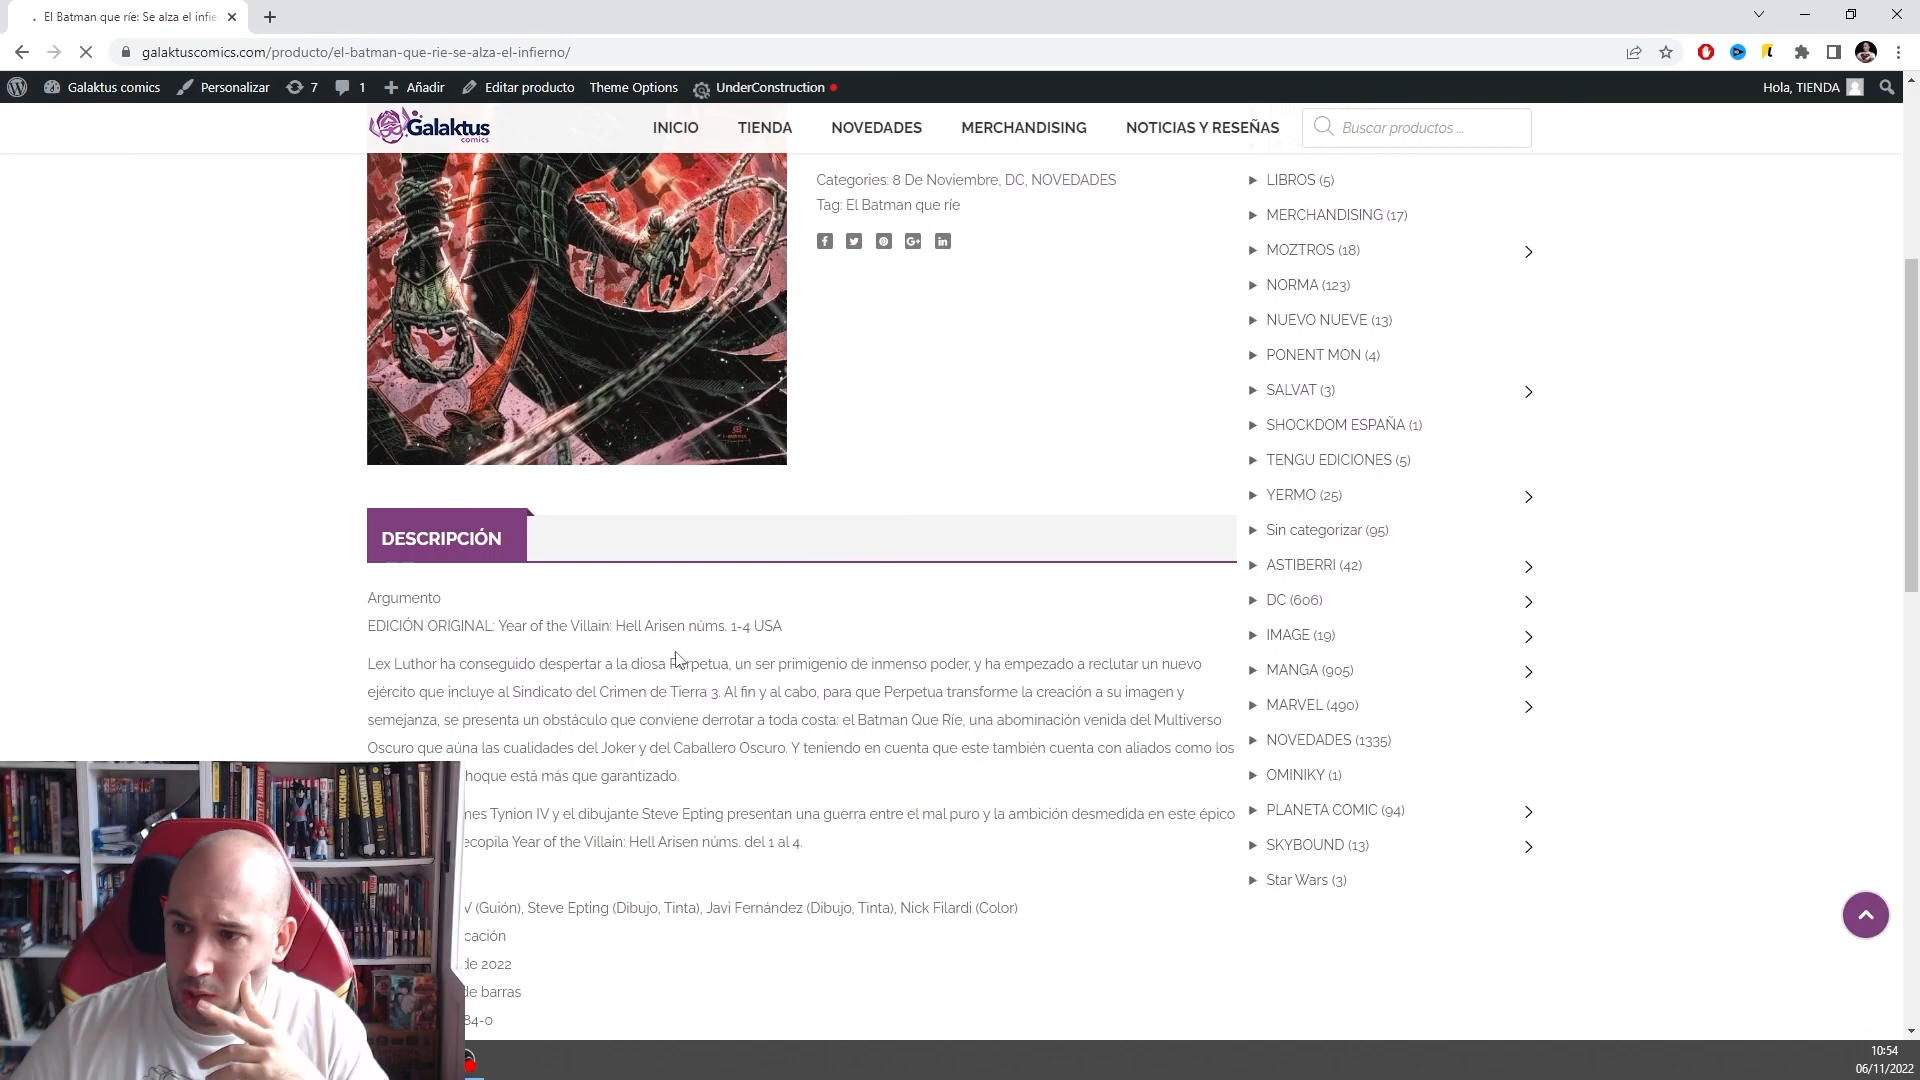 El Batman que ríe: Se alza el infie
galaktuscomics.com/producto/el-batman-que-rie-se-alza-el-infierno/
Galaktus comics
Personalizar
7
1
Añadir
Editar producto
Theme Options
UnderConstruction
Hola, TIENDA
Galaktus
comics
INICIO
TIENDA
NOVEDADES
MERCHANDISING
NOTICIAS Y RESEÑAS
Buscar productos ...
Categories: 8 De Noviembre, DC, NOVEDADES
Tag: El Batman que ríe
DESCRIPCIÓN
Argumento
EDICIÓN ORIGINAL: Year of the Villain: Hell Arisen núms. 1-4 USA
Lex Luthor ha conseguido despertar a la diosa Perpetua, un ser primigenio de inmenso poder, y ha empezado a reclutar un nuevo
ejército que incluye al Sindicato del Crimen de Tierra 3. Al fin y al cabo, para que Perpetua transforme la creación a su imagen y
semejanza, se presenta un obstáculo que conviene derrotar a toda costa: el Batman Que Ríe, una abominación venida del Multiverso
Oscuro que aúna las cualidades del Joker y del Caballero Oscuro. Y teniendo en cuenta que este también cuenta con aliados como los
hoque está más que garantizado.
nes Tynion IV y el dibujante Steve Epting presentan una guerra entre el mal puro y la ambición desmedida en este épico
ecopila Year of the Villain: Hell Arisen núms. del 1 al 4.
V (Guión), Steve Epting (Dibujo, Tinta), Javi Fernández (Dibujo, Tinta), Nick Filardi (Color)
cación
de 2022
de barras
84-0
LIBROS (5)
MERCHANDISING (17)
MOZTROS (18)
NORMA (123)
NUEVO NUEVE (13)
PONENT MON (4)
SALVAT (3)
SHOCKDOM ESPAÑA (1)
TENGU EDICIONES (5)
YERMO (25)
Sin categorizar (95)
ASTIBERRI (42)
DC (606)
IMAGE (19)
MANGA (905)
MARVEL (490)
NOVEDADES (1335)
OMINIKY (1)
PLANETA COMIC (94)
SKYBOUND (13)
Star Wars (3)
10:54
06/11/2022